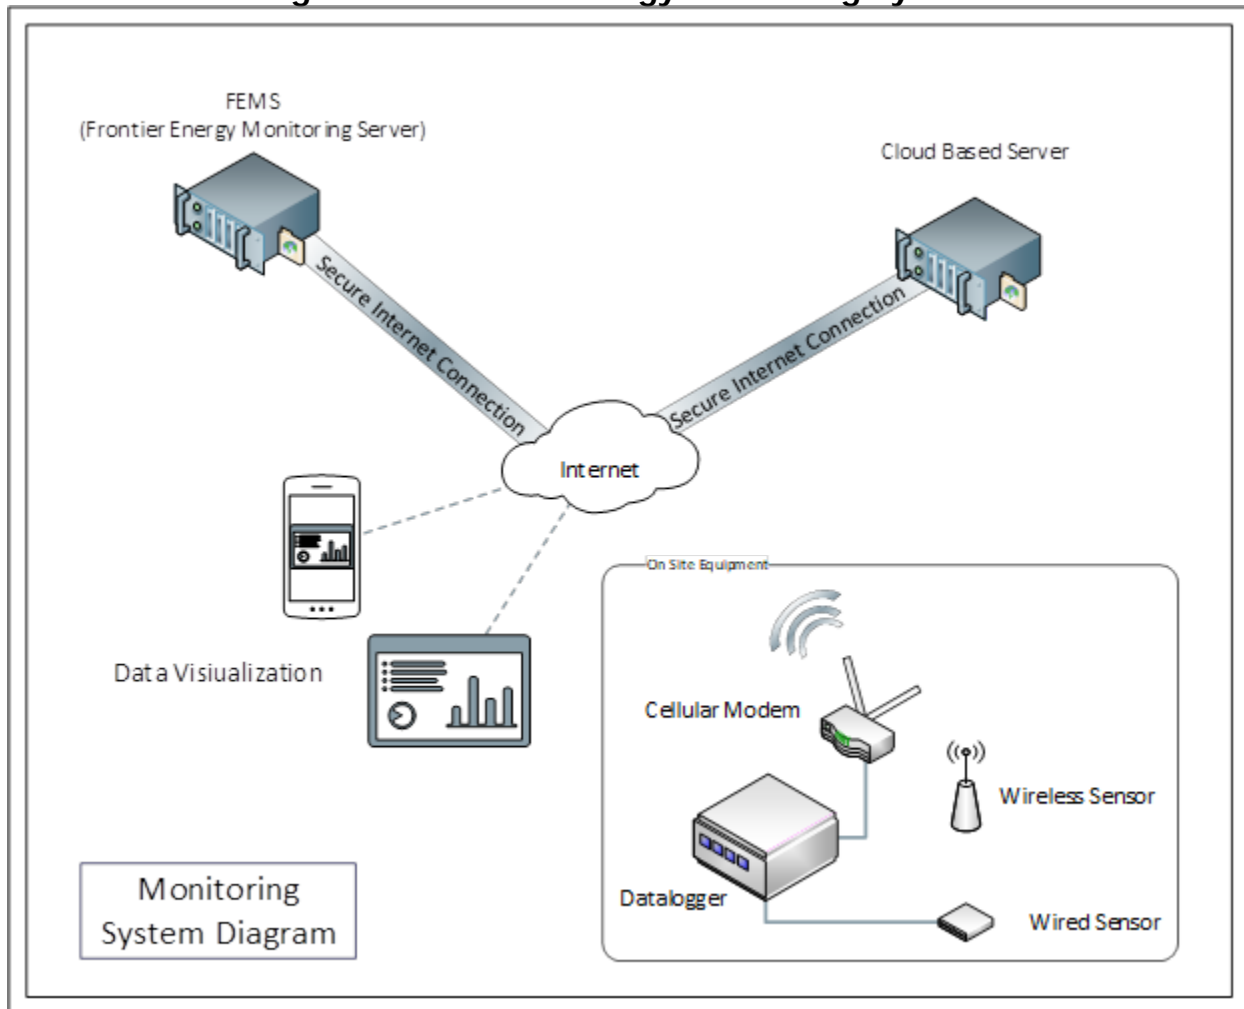 FEMS
(Frontier Energy Monitoring Server)
Cloud Based Server
Secure Internet Connection
Secure Internet Connection
Internet
On Site Equipment
Data Visiualization
Cellular Modem
Wireless Sensor
Datalogger
Wired Sensor
Monitoring
System Diagram